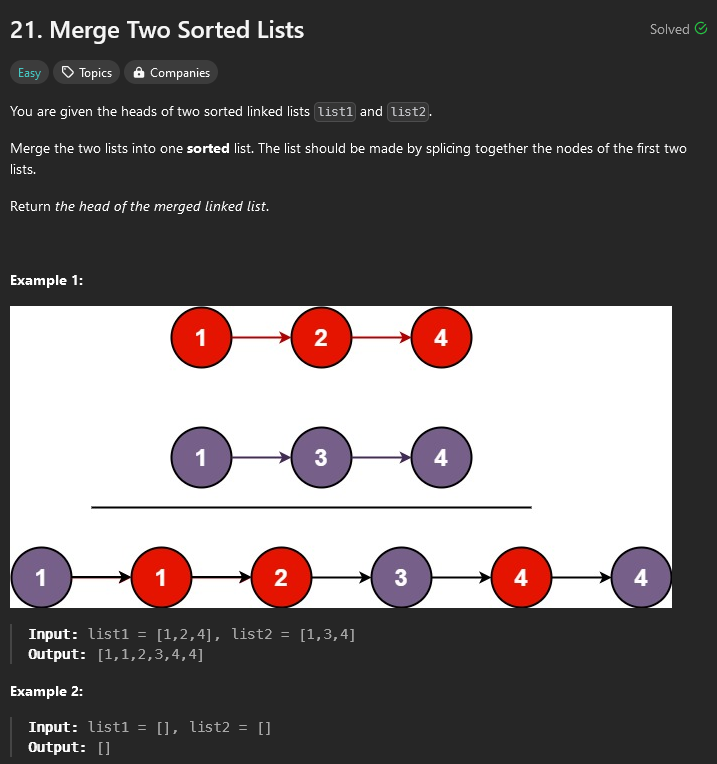 21. Merge Two Sorted Lists
Solved
Easy Topics Companies
You are given the heads of two sorted linked lists list1 and list2.
Merge the two lists into one sorted list. The list should be made by splicing together the nodes of the first two
lists.
Return the head of the merged linked list.
Example 1:
1 2 4
1 3 4
1 1 2 3 4 4
Input: list1 = [1,2,4], list2 = [1,3,4]
Output: [1,1,2,3,4,4]
Example 2:
Input: list1 = [], list2 = []
Output: []